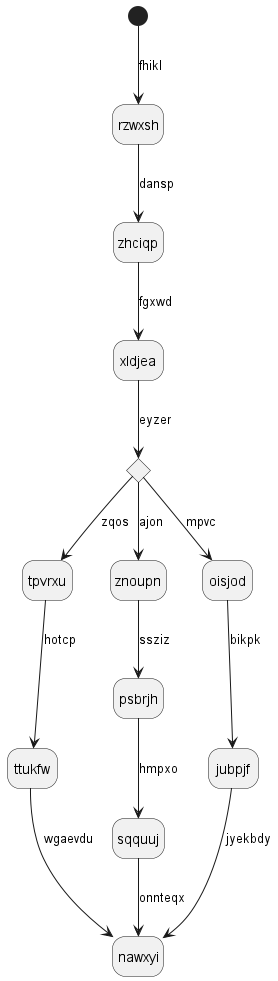 fhikl
rzwxsh
dansp
zhciqp
fgxwd
xldjea
eyzer
zqos
ajon
mpvc
tpvrxu
znoupn
oisjod
hotcp
ssziz
bikpk
psbrjh
ttukfw
hmpxo
jubpjf
wgaevdu
sqquuj
jyekbdy
onnteqx
nawxyi